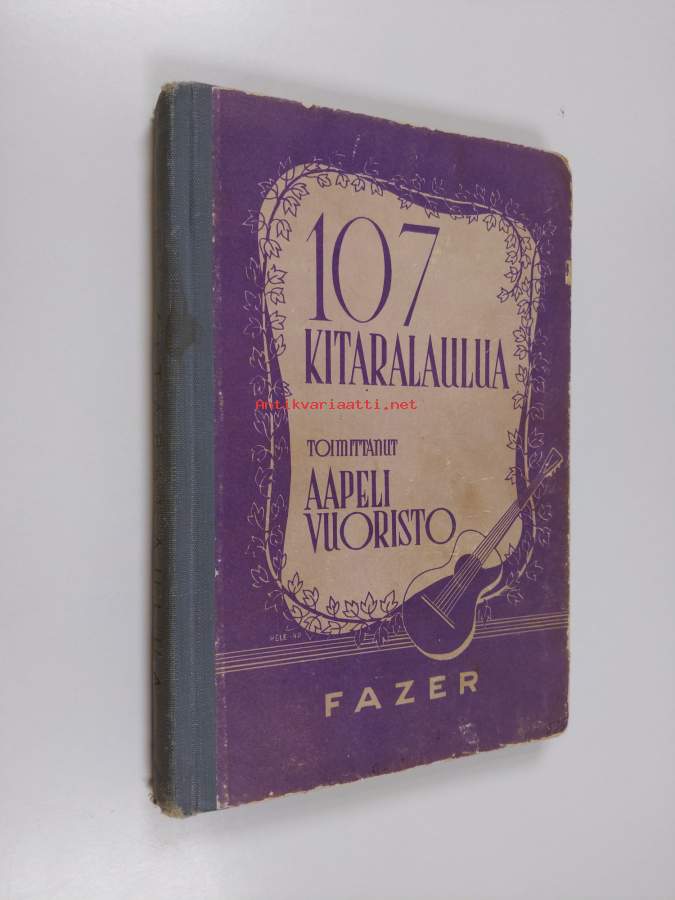 107
KITARALAULUA
Antikvariaatti.net
TOIMITTANUT
AAPELI
VUORISTO
FAZER